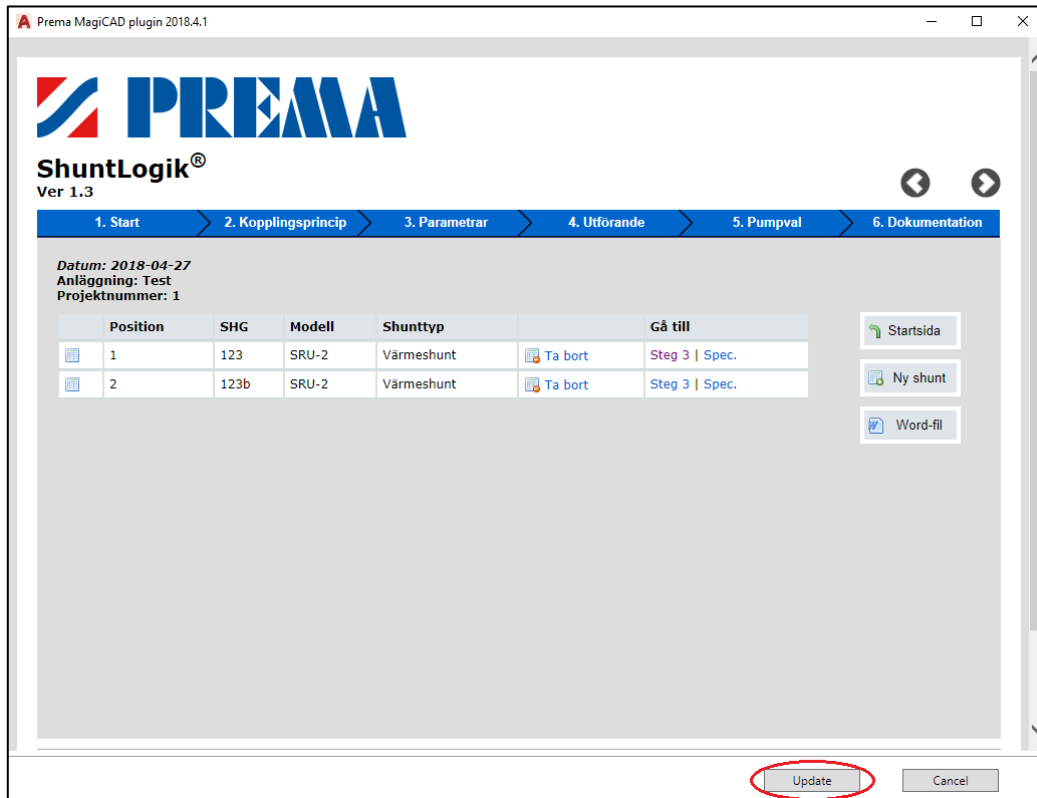 Prema MagiCAD plugin 2018.4.1
PREMA
ShuntLogik®
Ver 1.3
1. Start 2. Kopplingsprincip 3. Parametrar 4. Utförande 5. Pumpval 6. Dokumentation
Datum: 2018-04-27
Anläggning: Test
Projektnummer: 1
Position SHG Modell Shunttyp Gå till
1 123 SRU-2 Värmeshunt Ta bort Steg 3 | Spec.
2 123b SRU-2 Värmeshunt Ta bort Steg 3 | Spec.
Startsida
Ny shunt
Word-fil
Update Cancel